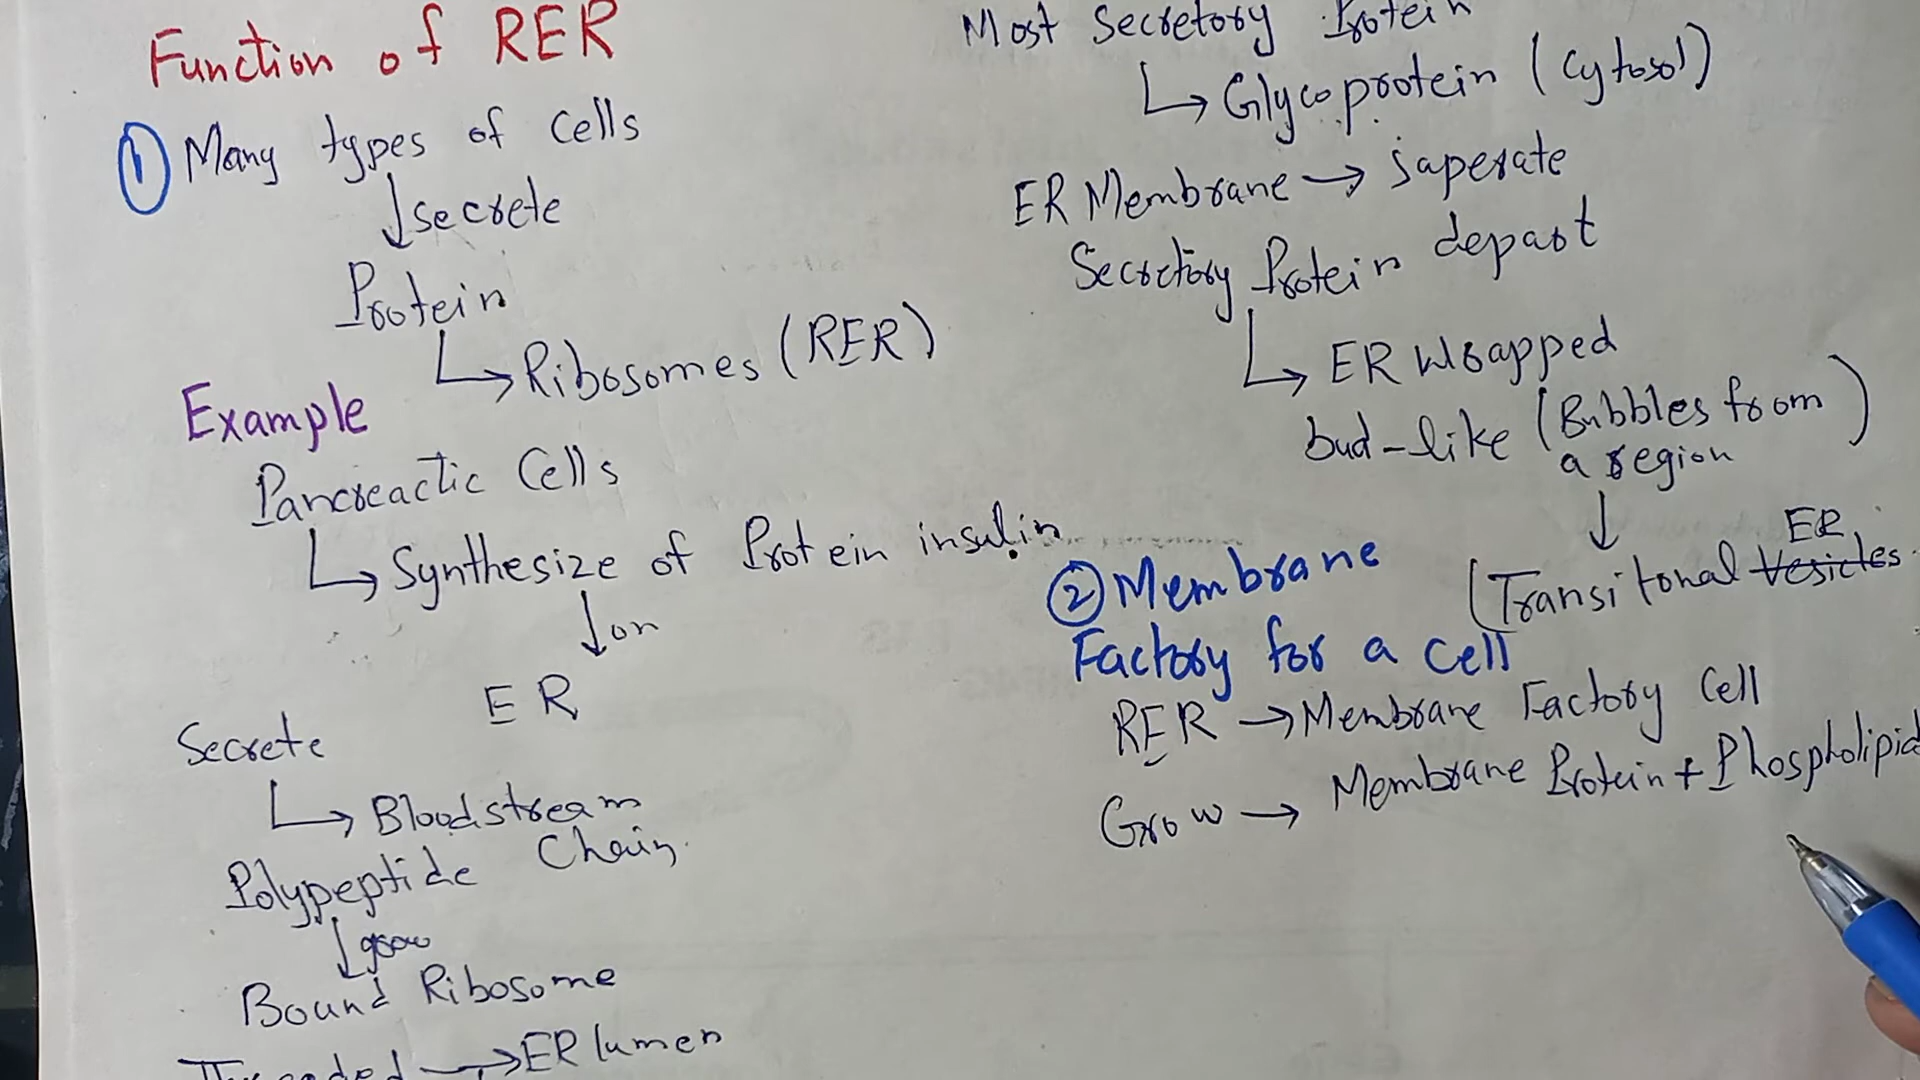 Function of RER
① Many types of cells
↓ secrete
Protein
↳ Ribosomes (RER)
Example
Pancreactic Cells
↳ Synthesize of Protein insulin
↓ on
ER
Secrete
↳ Bloodstream
Polypeptide Chain
↓ grow
Bound Ribosome
Threaded → ER lumen
Most Secretory Protein
↳ Glycoprotein (Cytosol)
ER Membrane → saperate
Secretory Protein depart
↳ ER wrapped
bud-like (Bubbles from
a region)
↓
(Transitonal Vesicles ER
② Membrane
Factory for a cell
RER → Membrane Factory Cell
Grow → Membrane Protein + Phospholipid